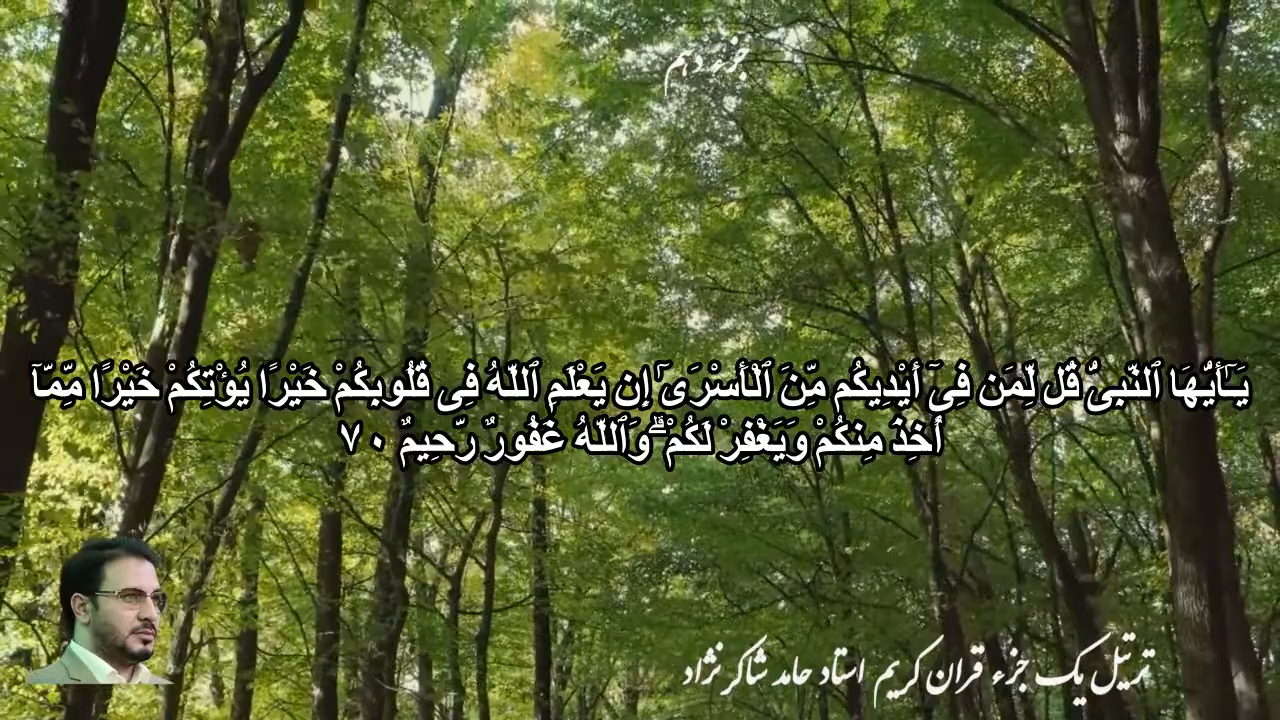 جزء دهم
يَـٰٓأَيُّهَا ٱلنَّبِىُّ قُل لِّمَن فِىٓ أَيْدِيكُم مِّنَ ٱلْأَسْرَىٰٓ إِن يَعْلَمِ ٱللَّهُ فِى قُلُوبِكُمْ خَيْرًا يُؤْتِكُمْ خَيْرًا مِّمَّآ
أُخِذَ مِنكُمْ وَيَغْفِرْ لَكُمْ ۗ وَٱللَّهُ غَفُورٌ رَّحِيمٌ ٧٠
ترتیل یک جزء قران کریم استاد حامد شاکرنژاد